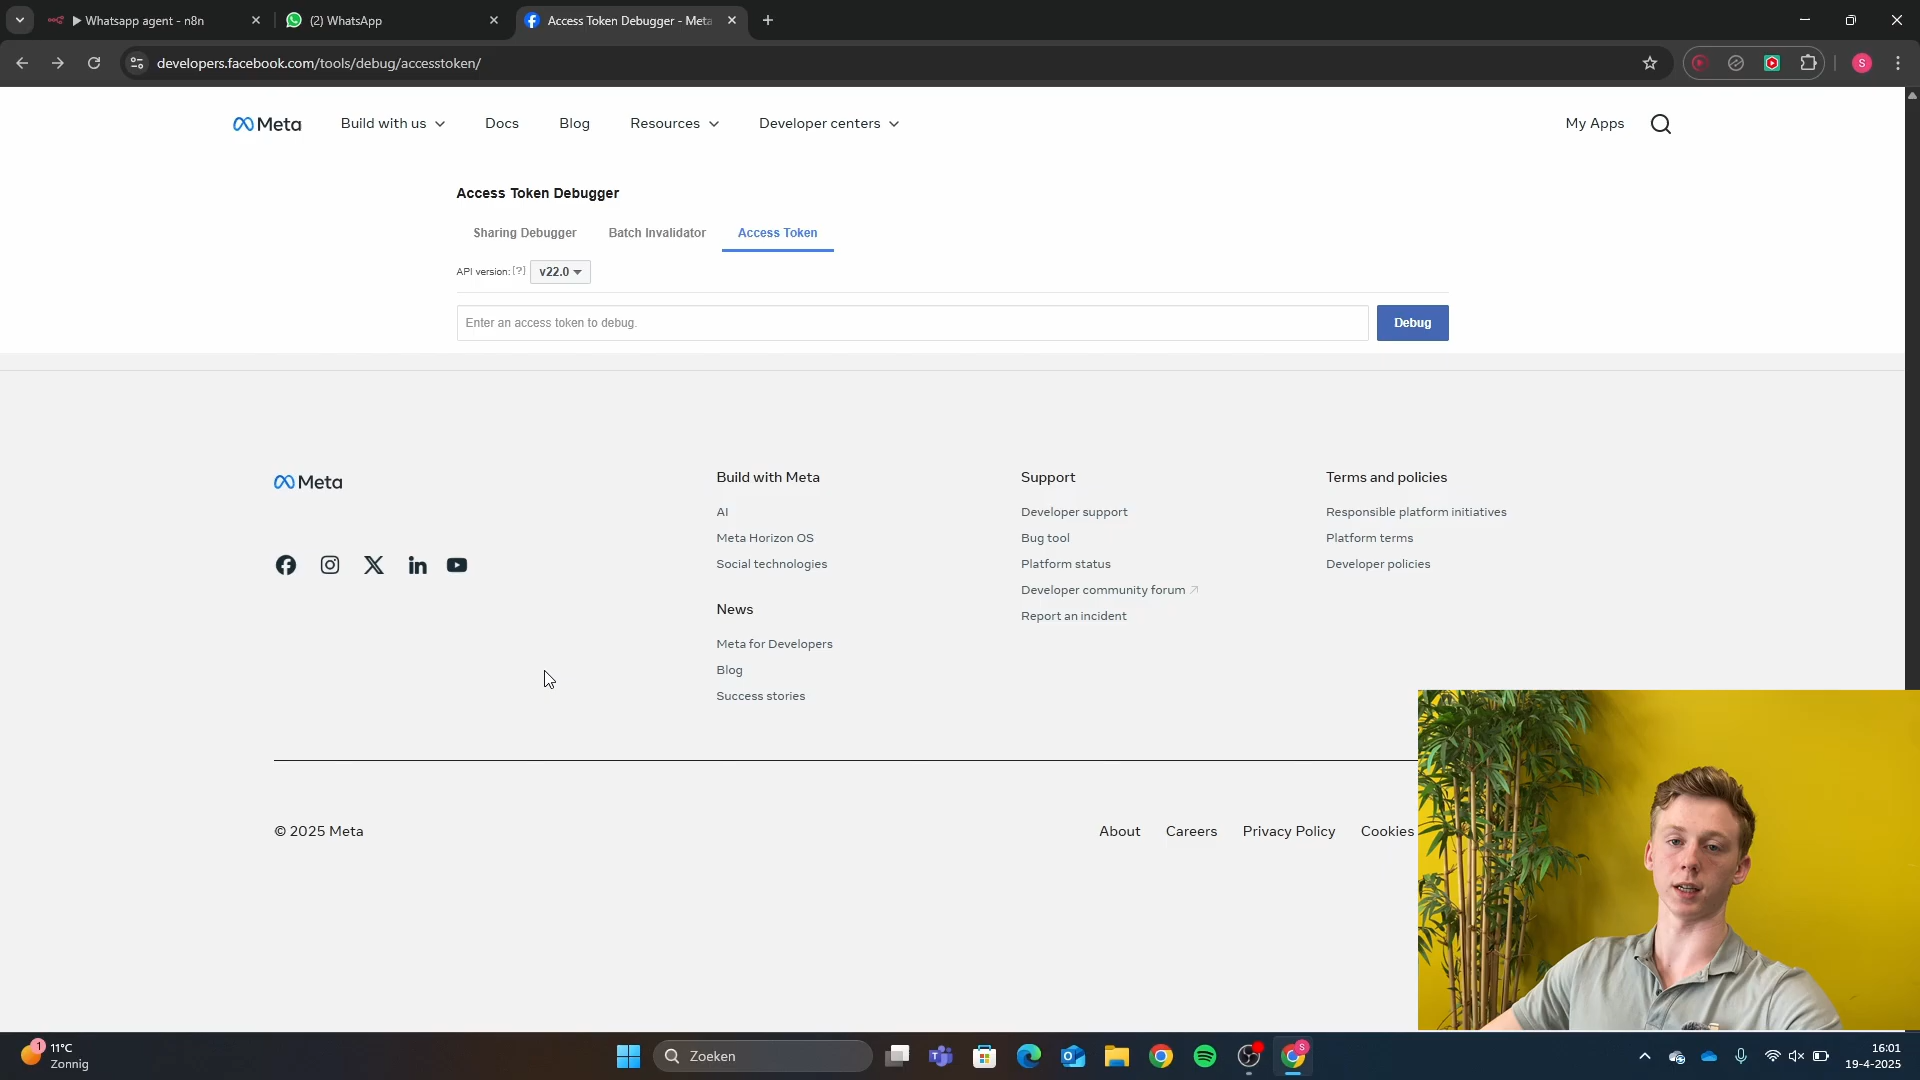 Whatsapp agent - n8n
(2) WhatsApp
Access Token Debugger - Meta
developers.facebook.com/tools/debug/accesstoken/
S
Meta
Build with us
Docs
Blog
Resources
Developer centers
My Apps
Access Token Debugger
Sharing Debugger
Batch Invalidator
Access Token
API version: [?]
v22.0
Enter an access token to debug.
Debug
Meta
Build with Meta
AI
Meta Horizon OS
Social technologies
News
Meta for Developers
Blog
Success stories
Support
Developer support
Bug tool
Platform status
Developer community forum
Report an incident
Terms and policies
Responsible platform initiatives
Platform terms
Developer policies
© 2025 Meta
About
Careers
Privacy Policy
Cookies
1
11°C
Zonnig
Zoeken
S
16:01
19-4-2025